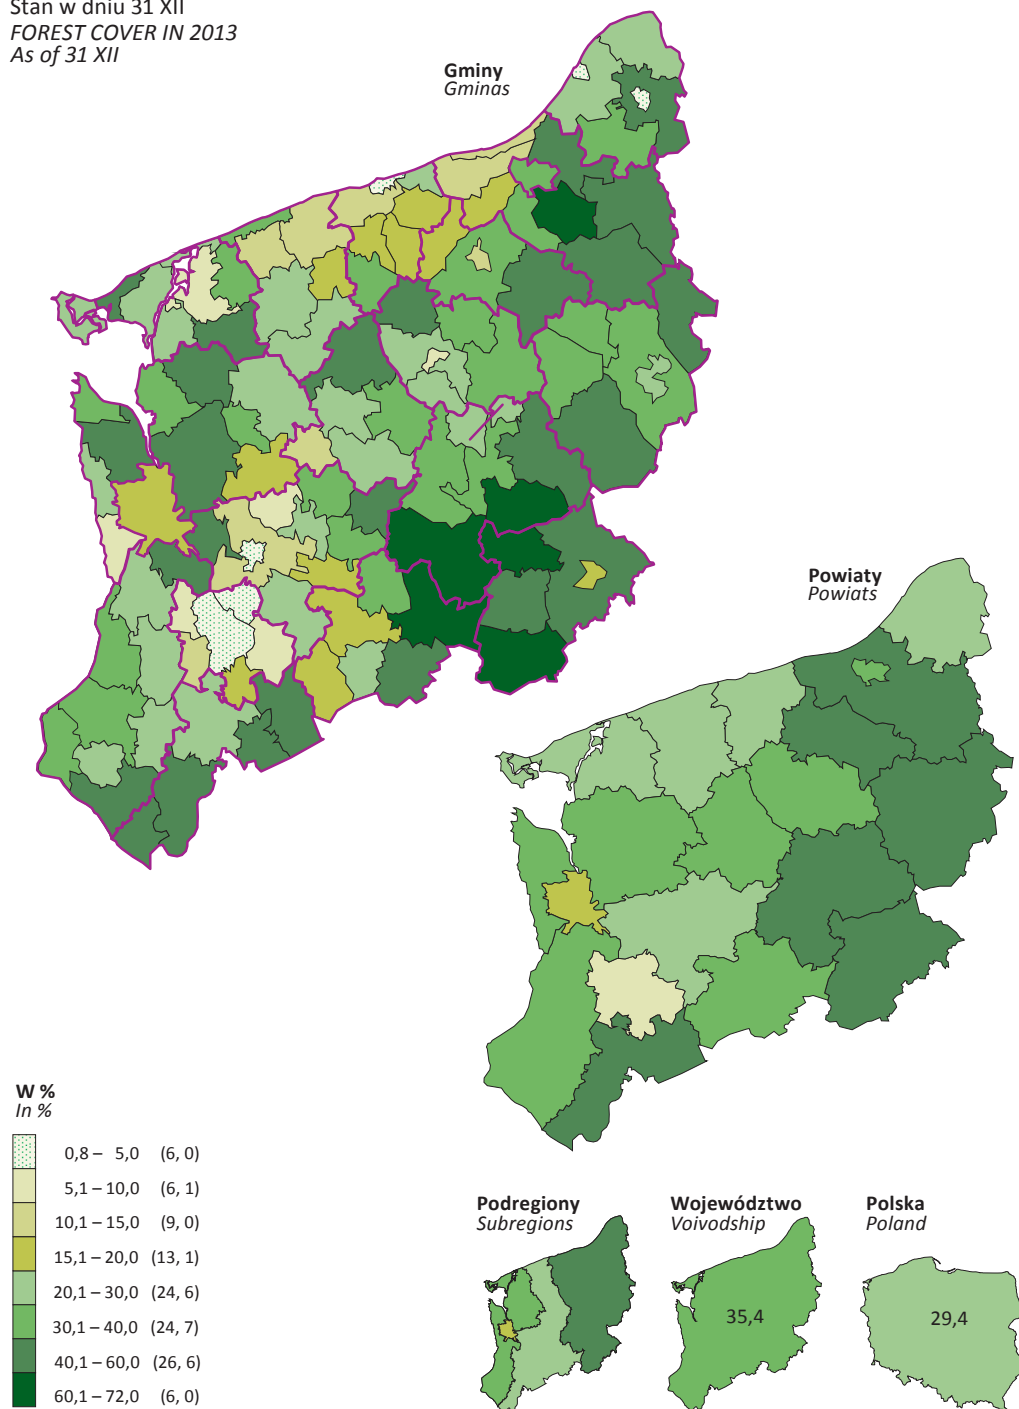 Stan w dniu 31 XII
FOREST COVER IN 2013
As of 31 XII
Gminy
Gminas
Powiaty
Powiats
W %
In %
0,8 – 5,0 (6, 0)
5,1 – 10,0 (6, 1)
10,1 – 15,0 (9, 0)
15,1 – 20,0 (13, 1)
20,1 – 30,0 (24, 6)
30,1 – 40,0 (24, 7)
40,1 – 60,0 (26, 6)
60,1 – 72,0 (6, 0)
Podregiony
Subregions
Województwo
Voivodship
35,4
Polska
Poland
29,4